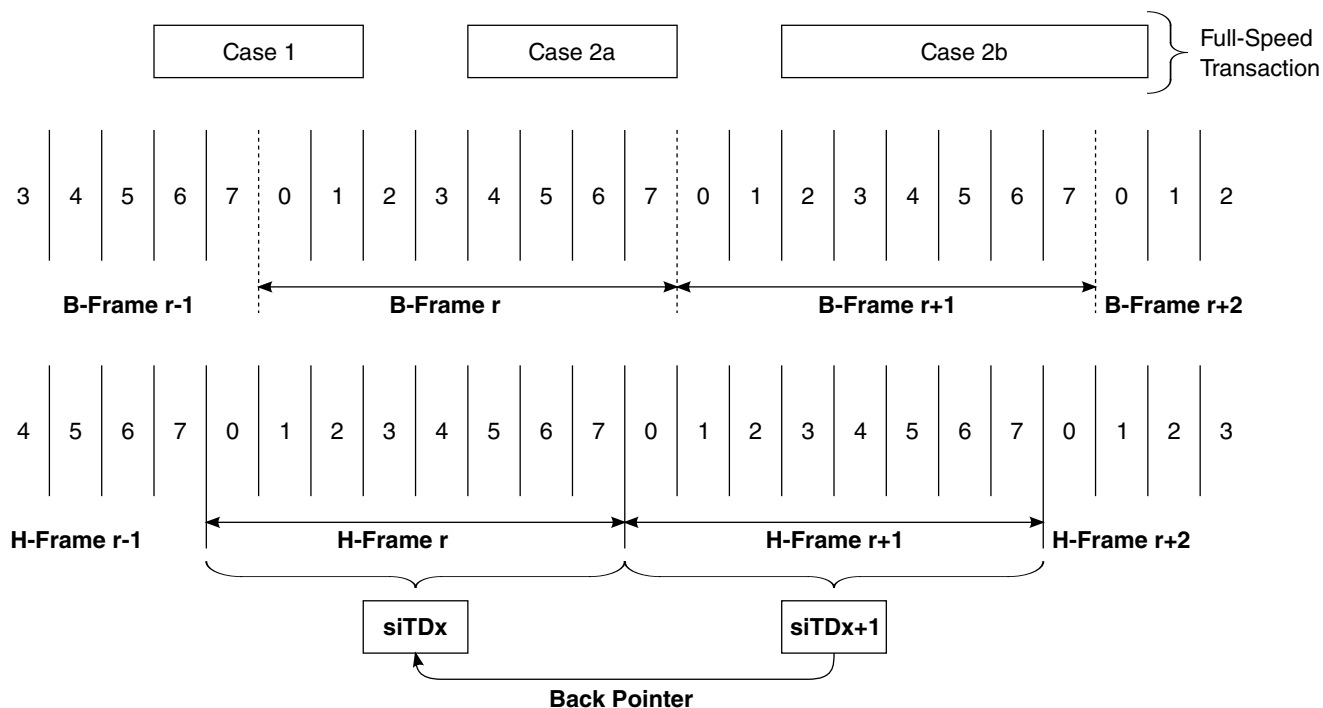 Case 1 Case 2a Case 2b Full-Speed
Transaction
3 4 5 6 7 0 1 2 3 4 5 6 7 0 1 2 3 4 5 6 7 0 1 2
B-Frame r-1 B-Frame r B-Frame r+1 B-Frame r+2
4 5 6 7 0 1 2 3 4 5 6 7 0 1 2 3 4 5 6 7 0 1 2 3
H-Frame r-1 H-Frame r H-Frame r+1 H-Frame r+2
siTDx siTDx+1
Back Pointer